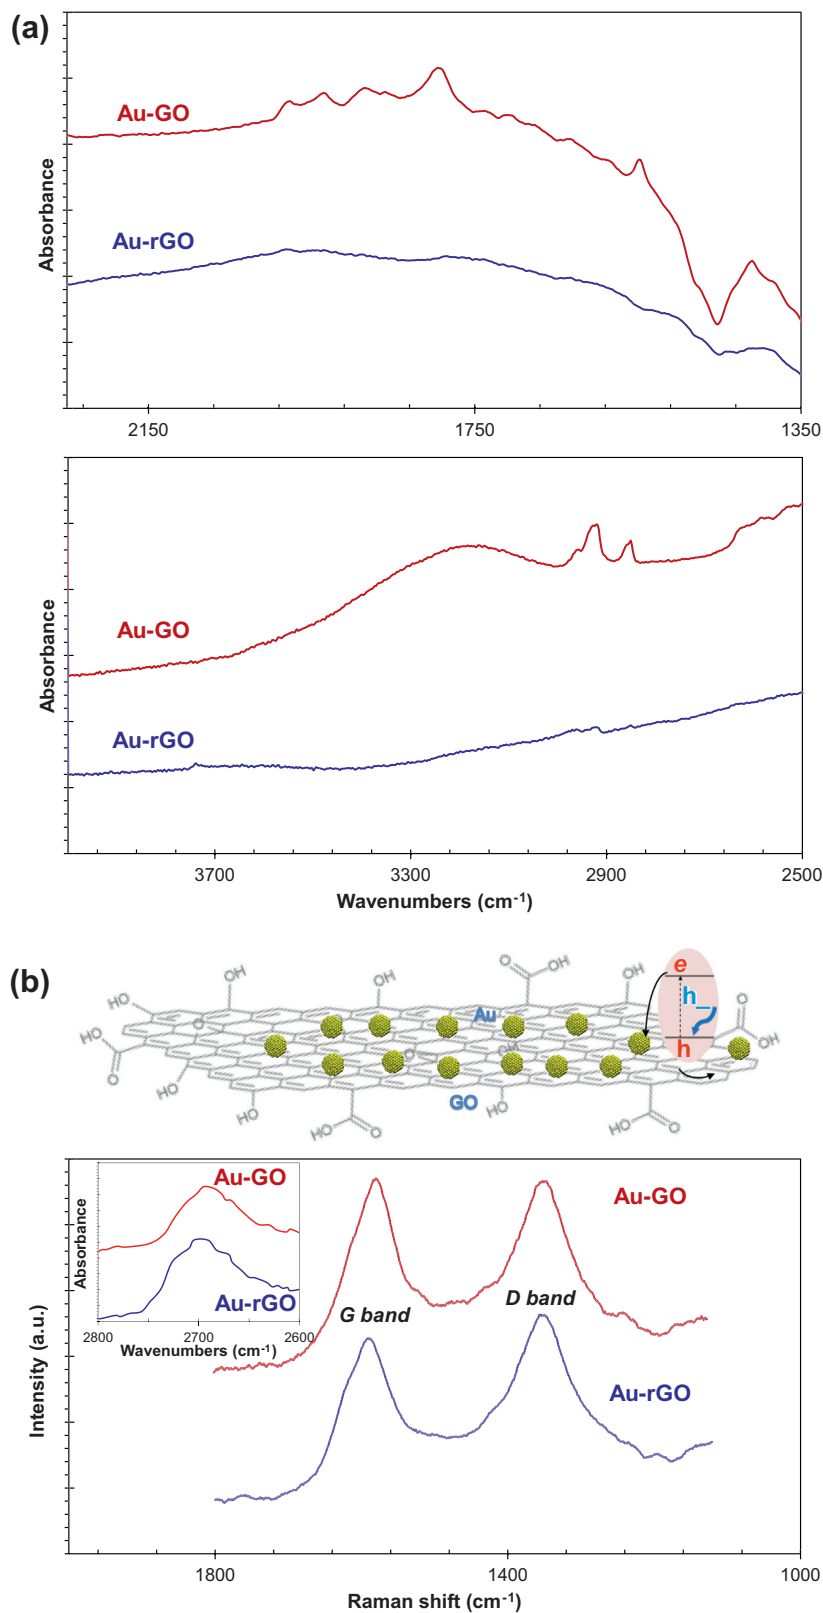 (a)
Au-GO
Au-rGO
Absorbance
2150 1750 1350
Au-GO
Au-rGO
Absorbance
3700 3300 2900 2500
Wavenumbers (cm-1)
(b)
OH
OH
OH
OH
O
e
HO
h_
Au
O
HO
OH
O
h
OH
O
HO
GO
HO
HO
O
HO
O
HO
Au-GO
Au-rGO
Absorbance
2800 2700 2600
Wavenumbers (cm-1)
Au-GO
G band
D band
Au-rGO
Intensity (a.u.)
1800 1400 1000
Raman shift (cm-1)